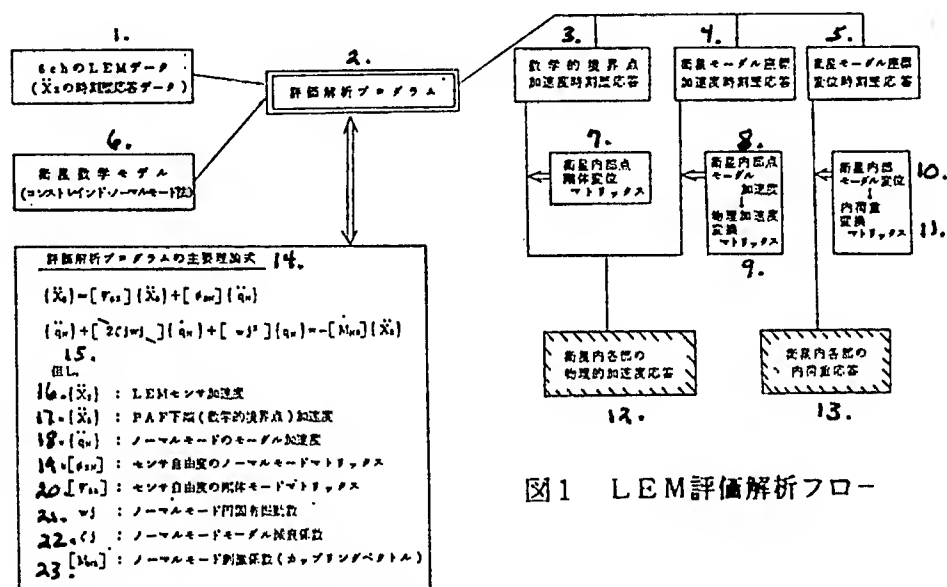 1.
6chのLEMデータ
(Ẍsの時刻歴応答データ)
2.
評価解析プログラム
3.
数学的境界点
加速度時刻歴応答
4.
衛星モーダル座標
加速度時刻歴応答
5.
衛星モーダル座標
変位時刻歴応答
6.
衛星数学モデル
(コンストレインド・ノーマルモード法)
7.
衛星内部点
剛体変位
マトリックス
8.
衛星内部点
モーダル
加速度
↓
物理加速度
変換
マトリックス
9.
衛星内部
モーダル変位
↓
内荷重
変換
マトリックス
10.
11.
衛星内各部の
物理的加速度応答
12.
衛星内各部の
内荷重応答
13.
評価解析プログラムの主要理論式 14.
15.
但し、
16. : LEMセンサ加速度
17. : PAF下端(数学的境界点)加速度
18. {q̈N} : ノーマルモードのモーダル加速度
19. : センサ自由度のノーマルモードマトリックス
20. : センサ自由度の剛体モードマトリックス
21. wj : ノーマルモード円固有振動数
22. ζj : ノーマルモードモーダル減衰係数
23. : ノーマルモード刺激係数(カップリングベクトル)
図1 LEM評価解析フロー